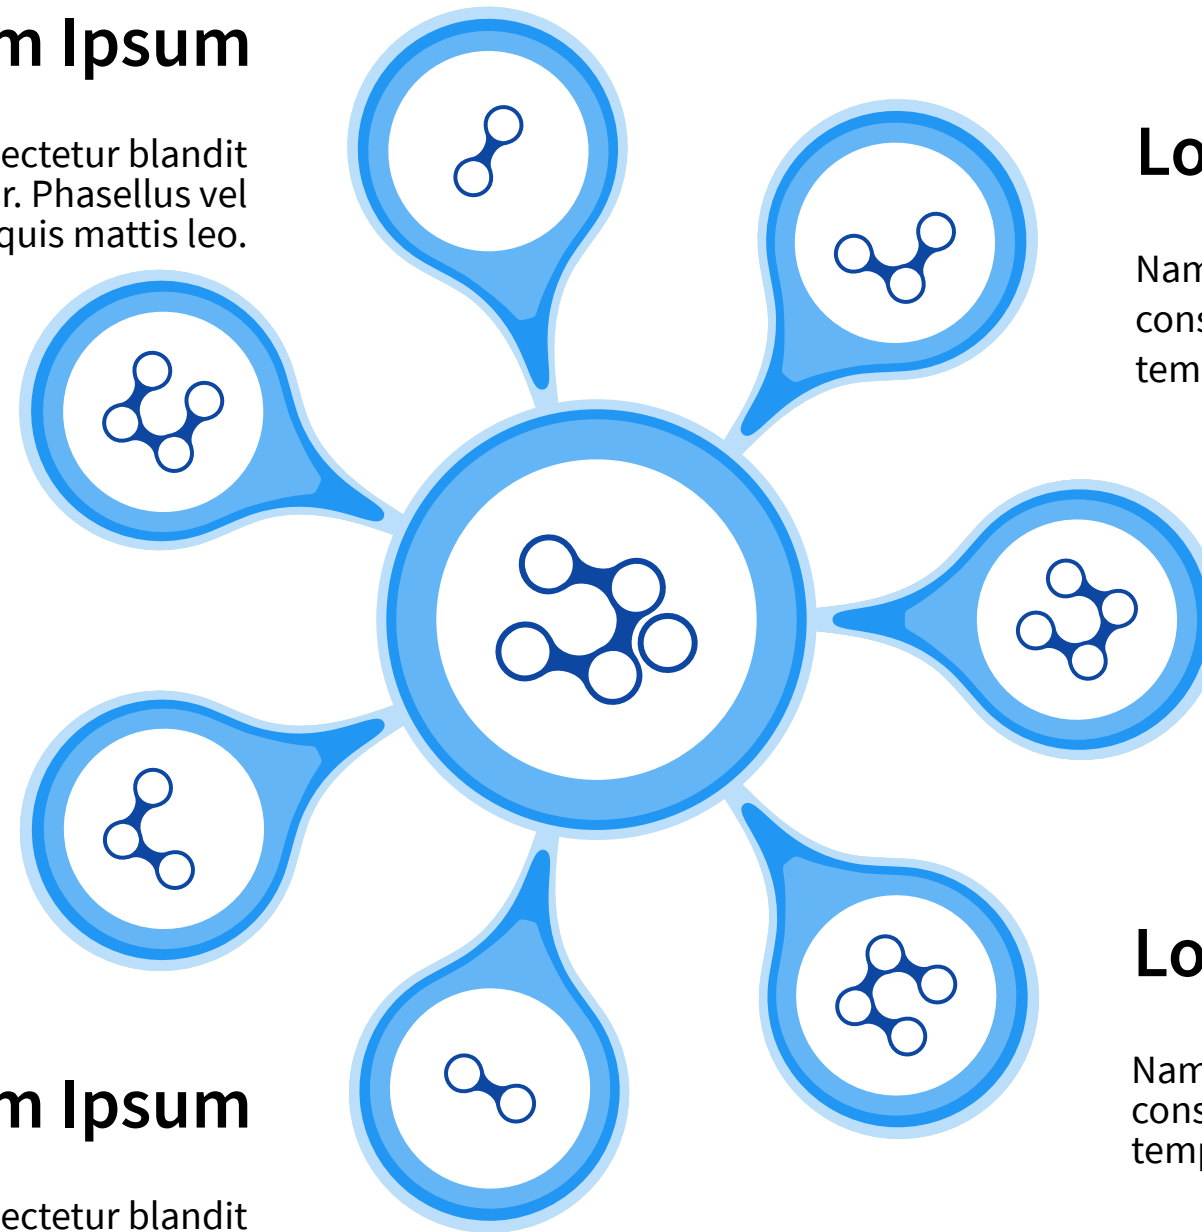 m Ipsum
ectetur blandit
r. Phasellus vel
quis mattis leo.
Lo
Nam
cons
tem
Lo
Nam
cons
temp
m Ipsum
ectetur blandit